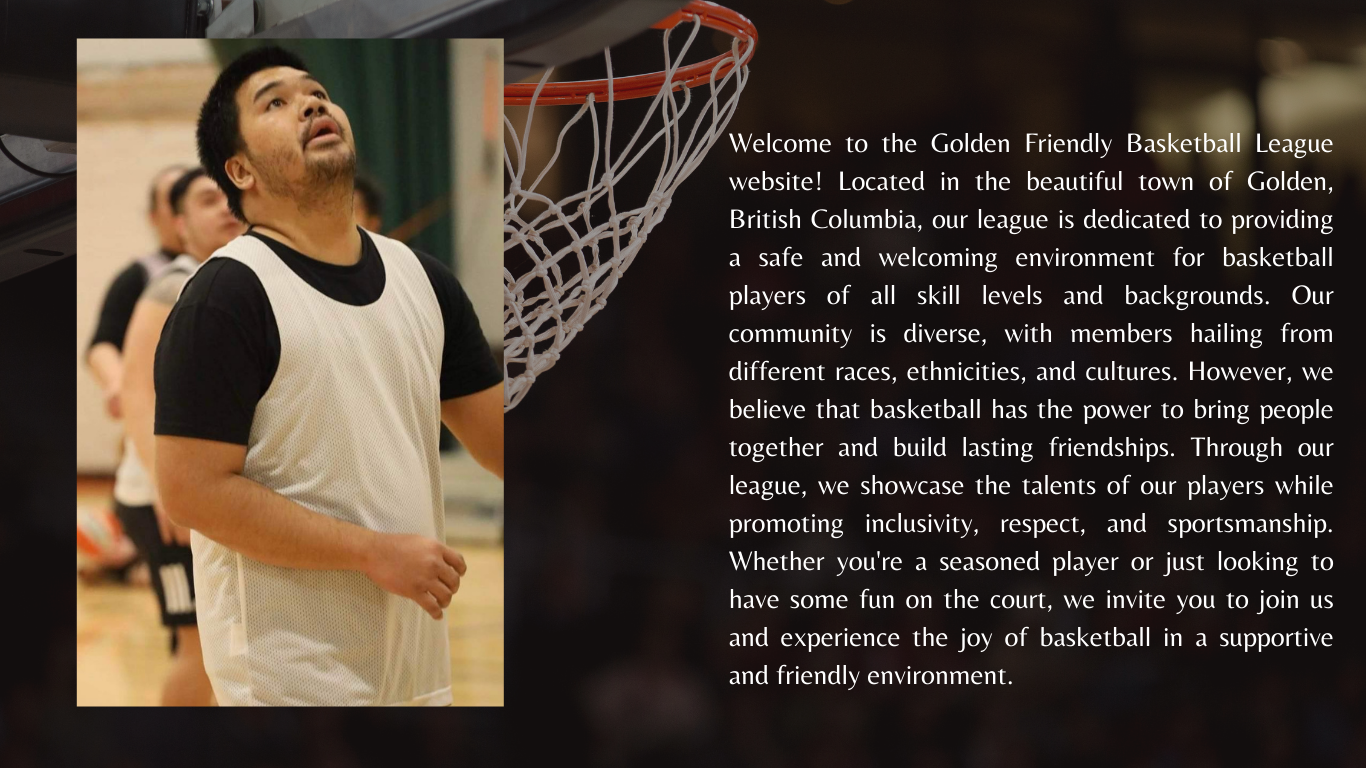 Welcome to the Golden Friendly Basketball League
website! Located in the beautiful town of Golden,
British Columbia, our league is dedicated to providing
a safe and welcoming environment for basketball
players of all skill levels and backgrounds. Our
community is diverse, with members hailing from
different races, ethnicities, and cultures. However, we
believe that basketball has the power to bring people
together and build lasting friendships. Through our
league, we showcase the talents of our players while
promoting inclusivity, respect, and sportsmanship.
Whether you're a seasoned player or just looking to
have some fun on the court, we invite you to join us
and experience the joy of basketball in a supportive
and friendly environment.